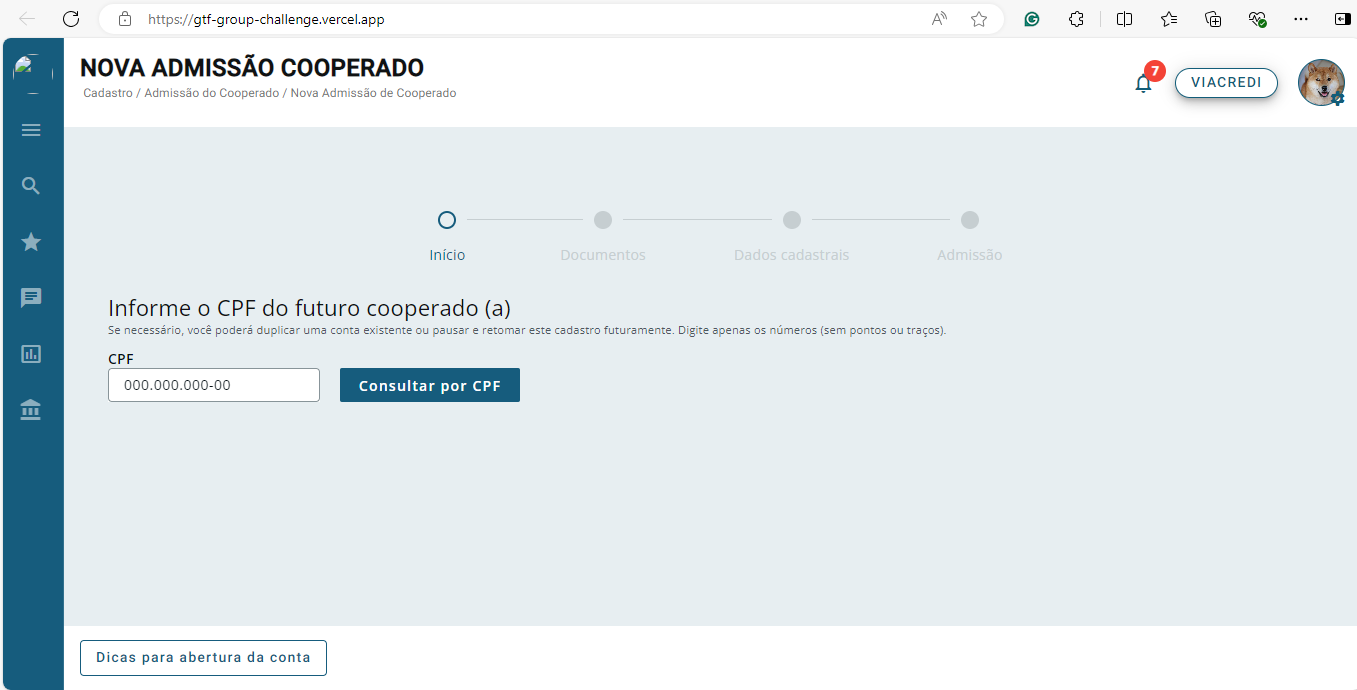 https://gtf-group-challenge.vercel.app
NOVA ADMISSÃO COOPERADO
Cadastro / Admissão do Cooperado / Nova Admissão de Cooperado
7
VIACREDI
Início
Documentos
Dados cadastrais
Admissão
Informe o CPF do futuro cooperado (a)
Se necessário, você poderá duplicar uma conta existente ou pausar e retomar este cadastro futuramente. Digite apenas os números (sem pontos ou traços).
CPF
000.000.000-00
Consultar por CPF
Dicas para abertura da conta